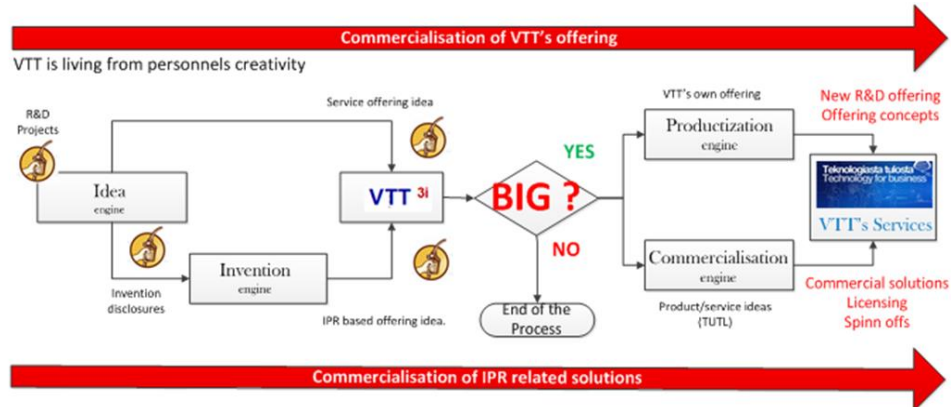 Commercialisation of VTT's offering
VTT is living from personnels creativity
R&D
Projects
Idea
engine
Invention
disclosures
Invention
engine
Service offering idea
VTT 3i
IPR based offering idea.
BIG ?
YES
NO
End of the
Process
VTT's own offering
Productization
engine
Commercialisation
engine
Product/service ideas
(TUTL)
New R&D offering
Offering concepts
Teknologiasta tulosta
Technology for business
VTT's Services
Commercial solutions
Licensing
Spinn offs
Commercialisation of IPR related solutions